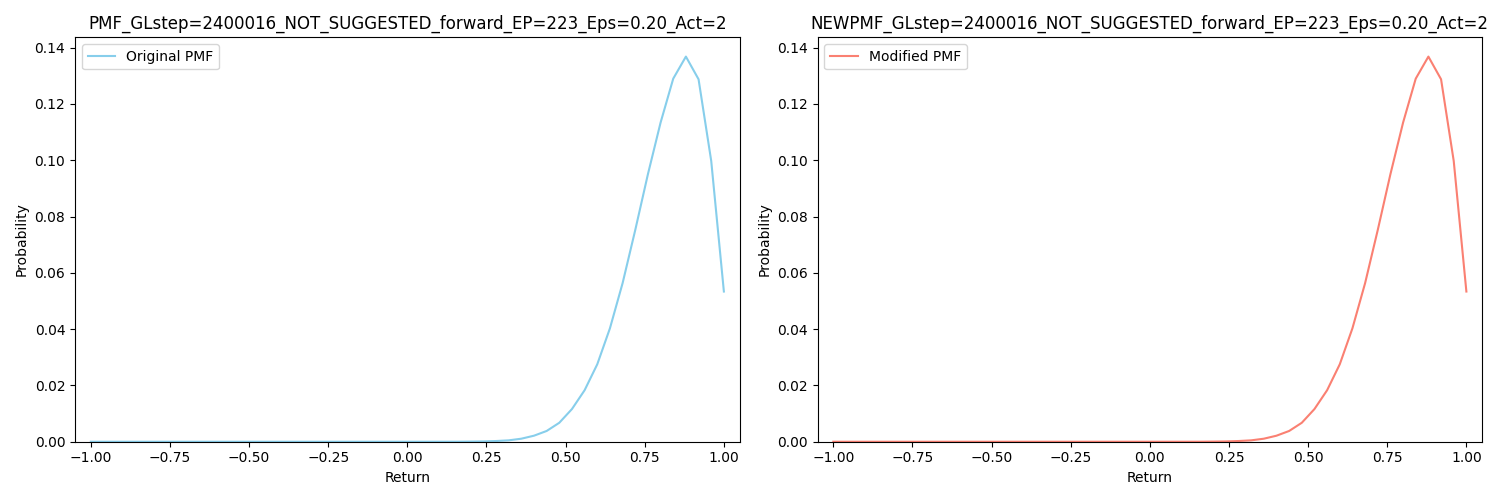 PMF_GLstep=2400016_NOT_SUGGESTED_forward_EP=223_Eps=0.20_Act=2
Original PMF
0.14
0.12
0.10
0.08
0.06
0.04
0.02
0.00
Probability
−1.00 −0.75 −0.50 −0.25 0.00 0.25 0.50 0.75 1.00
Return
NEWPMF_GLstep=2400016_NOT_SUGGESTED_forward_EP=223_Eps=0.20_Act=2
Modified PMF
0.14
0.12
0.10
0.08
0.06
0.04
0.02
0.00
Probability
−1.00 −0.75 −0.50 −0.25 0.00 0.25 0.50 0.75 1.00
Return